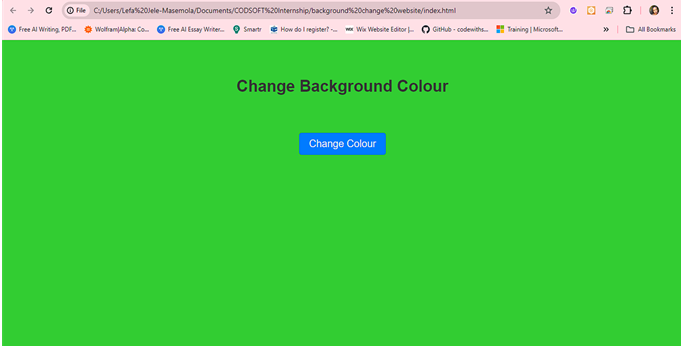 File C:/Users/Lefa%20Jele-Masemola/Documents/CODSOFT%20Internship/background%20change%20website/index.html
Free AI Writing, PDF... Wolfram|Alpha: Co... Free AI Essay Writer... Smartr How do I register? -... WIX Wix Website Editor |... GitHub - codewiths... Training | Microsoft... » All Bookmarks
Change Background Colour
Change Colour